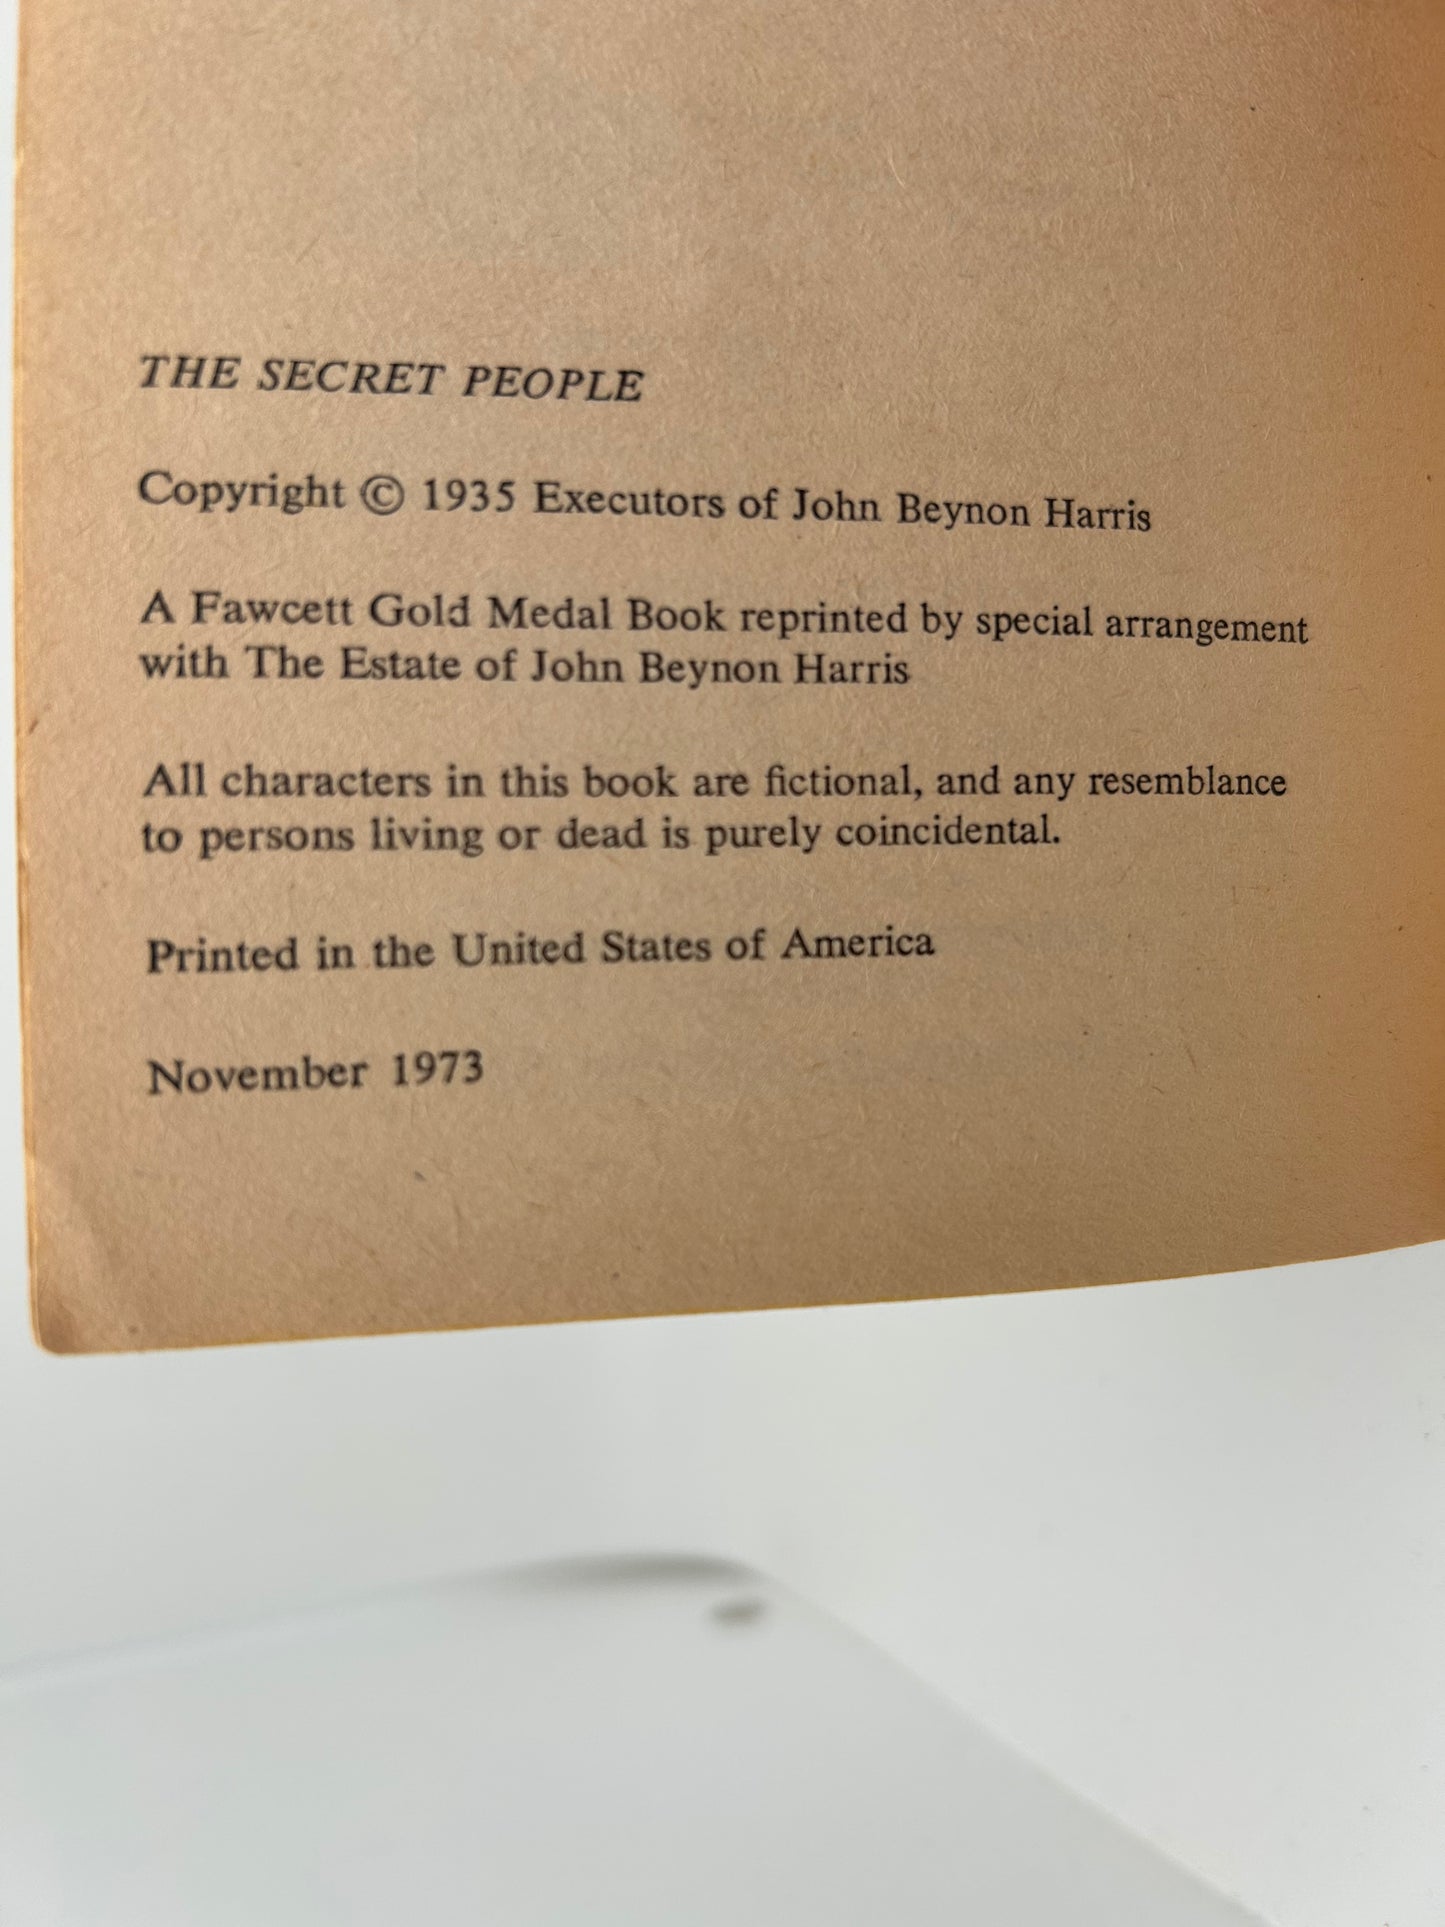 THE SECRET PEOPLE
Copyright © 1935 Executors of John Beynon Harris
A Fawcett Gold Medal Book reprinted by special arrangement
with The Estate of John Beynon Harris
All characters in this book are fictional, and any resemblance
to persons living or dead is purely coincidental.
Printed in the United States of America
November 1973